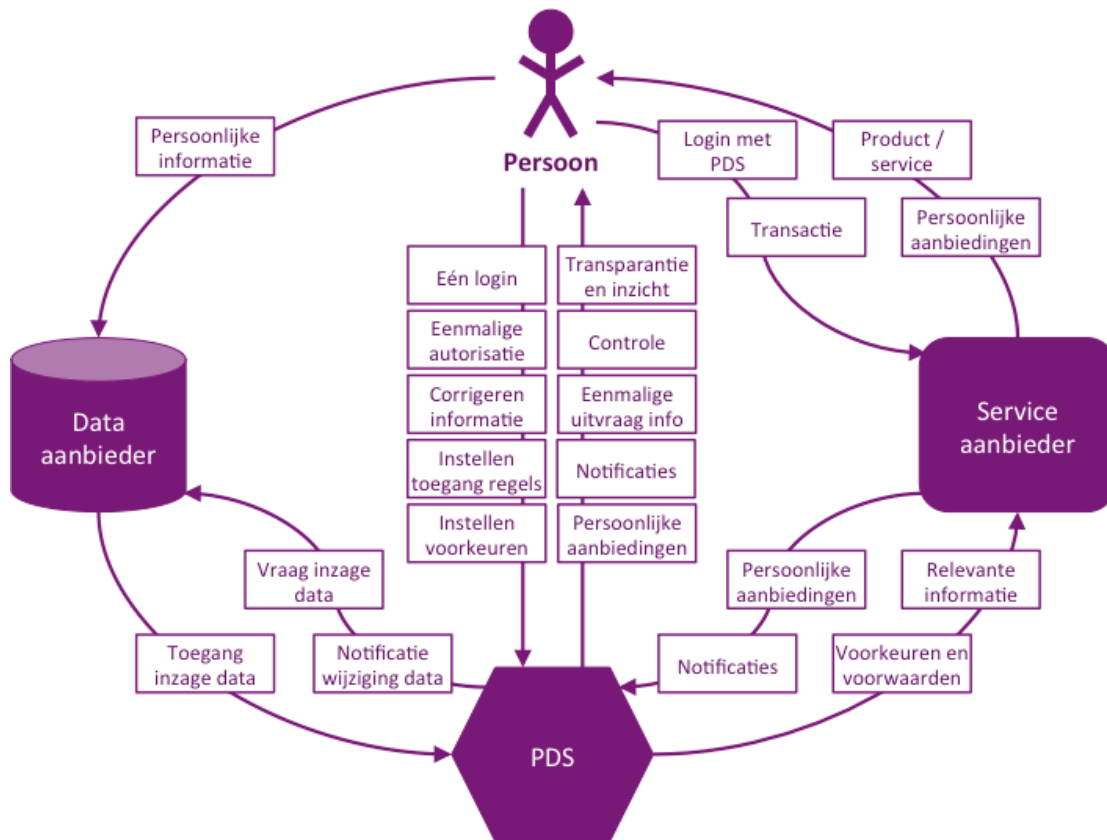 Persoon
Persoonlijke
informatie
Login met
PDS
Product /
service
Transactie
Persoonlijke
aanbiedingen
Eén login
Eenmalige
autorisatie
Corrigeren
informatie
Instellen
toegang regels
Instellen
voorkeuren
Transparantie
en inzicht
Controle
Eenmalige
uitvraag info
Notificaties
Persoonlijke
aanbiedingen
Data
aanbieder
Service
aanbieder
Vraag inzage
data
Toegang
inzage data
Notificatie
wijziging data
Persoonlijke
aanbiedingen
Relevante
informatie
Notificaties
Voorkeuren en
voorwaarden
PDS